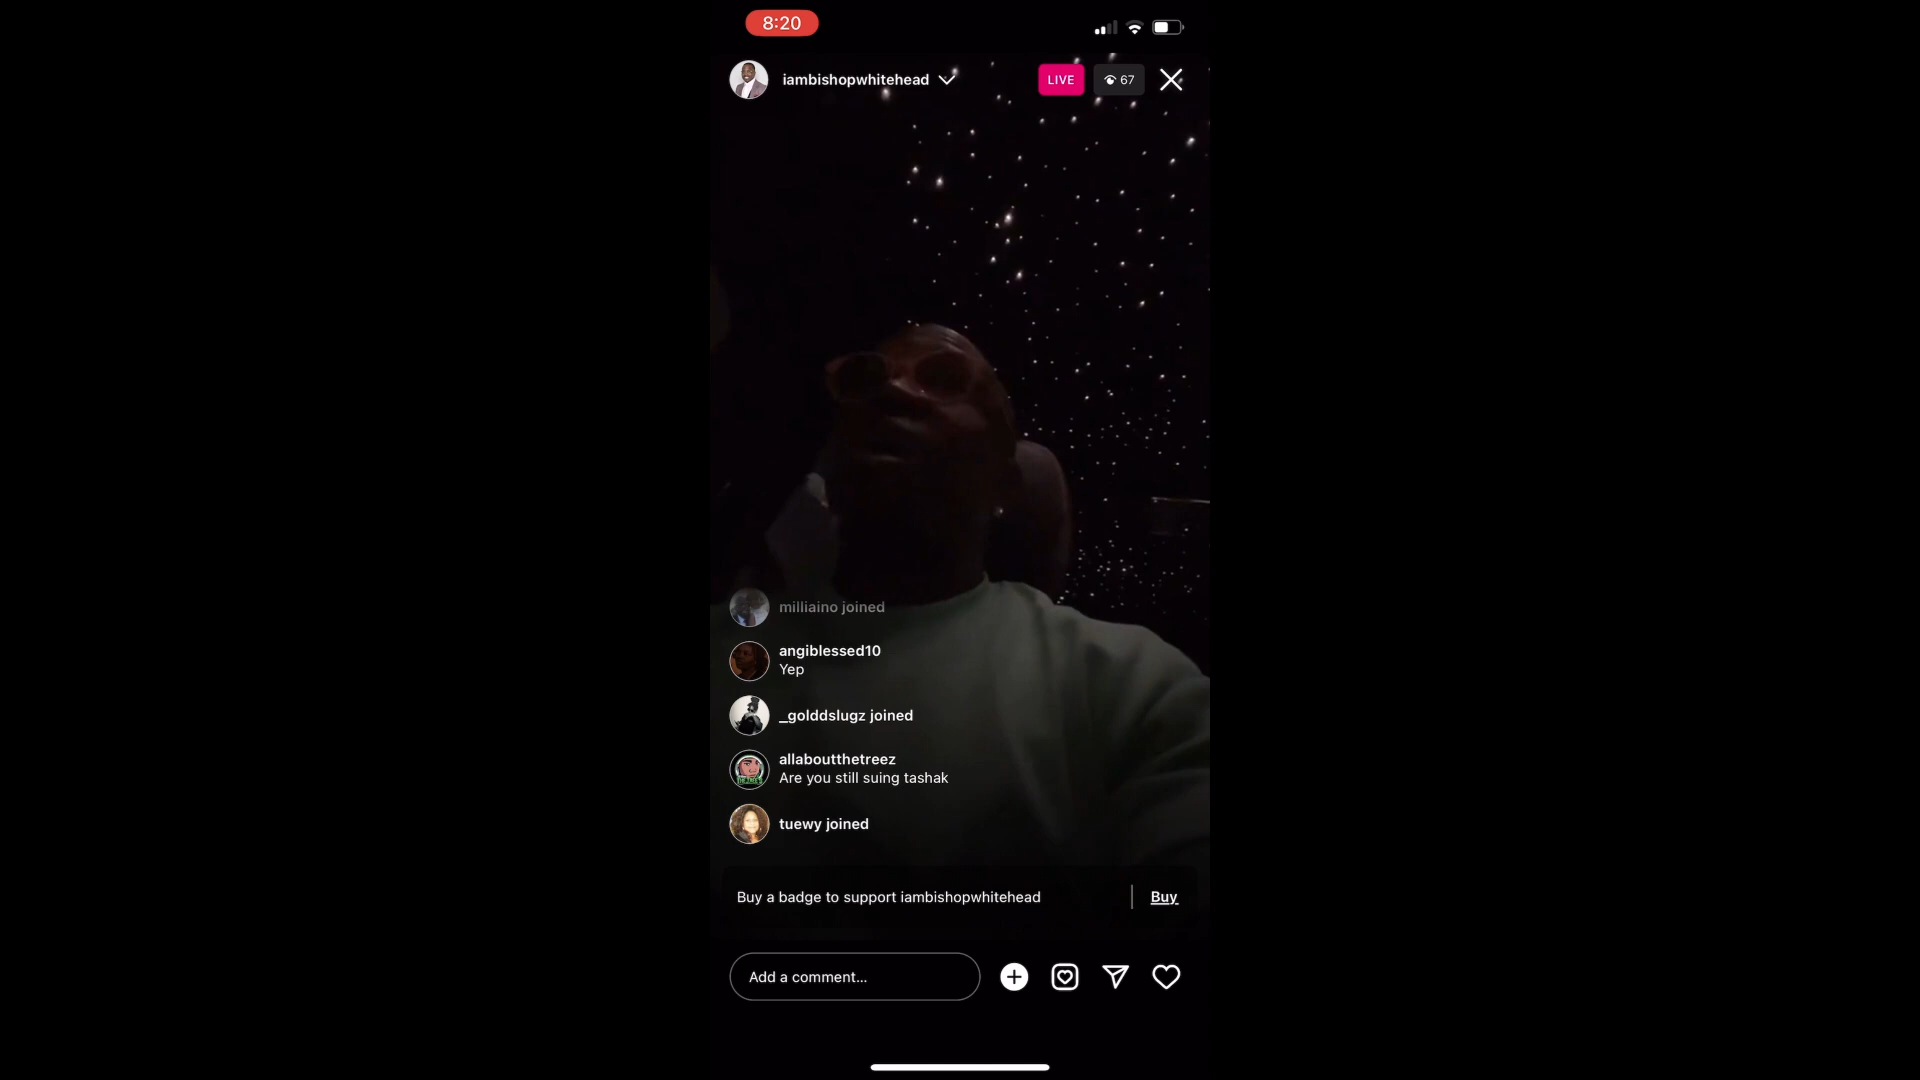 8:20
iambishopwhitehead
LIVE
67
milliaino joined
angiblessed10
Yep
_golddslugz joined
allaboutthetreez
Are you still suing tashak
tuewy joined
Buy a badge to support iambishopwhitehead
Buy
Add a comment...